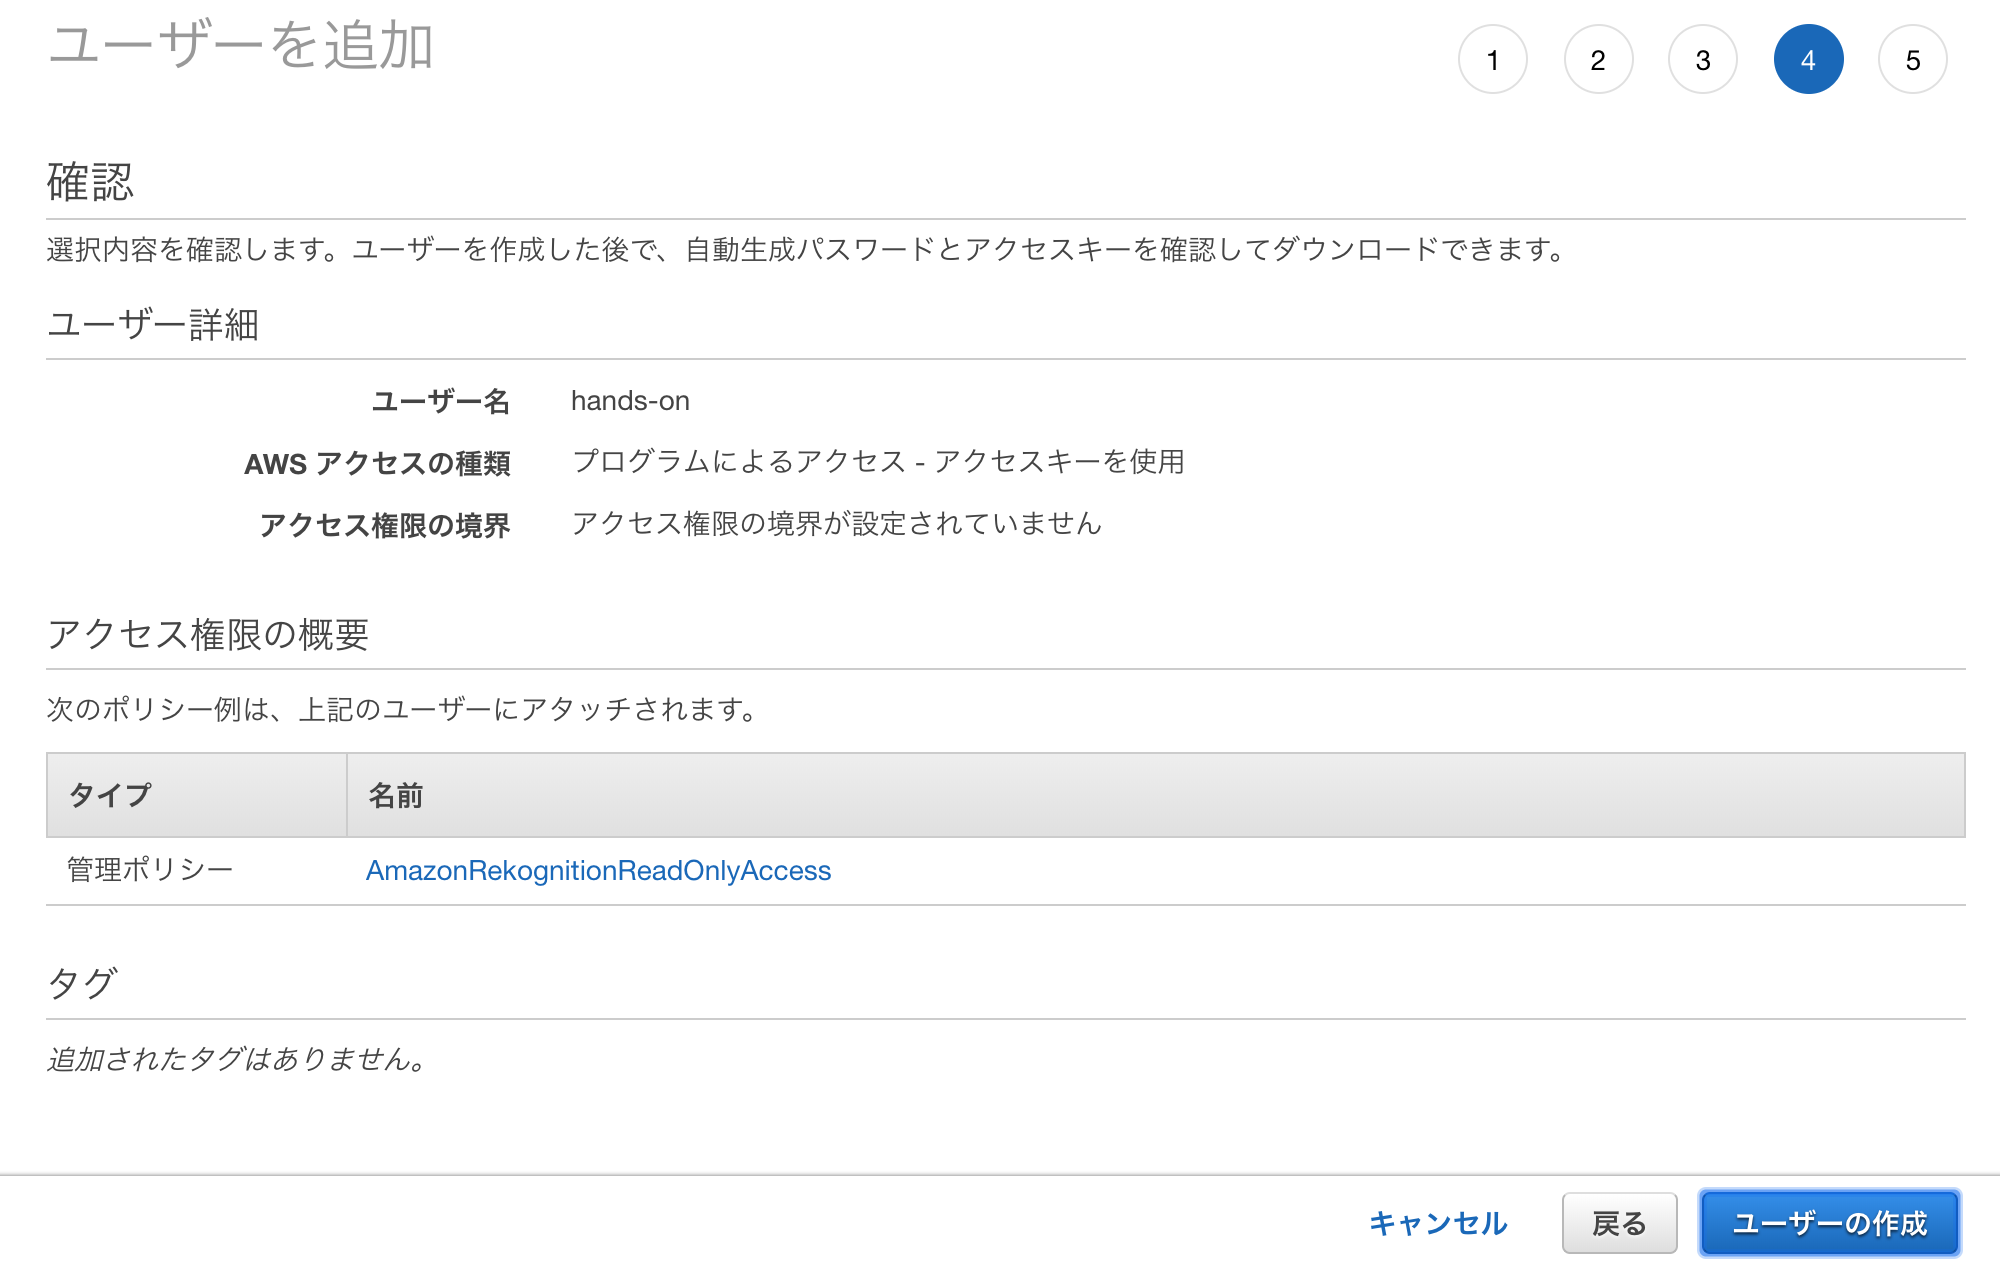 ユーザーを追加
1 2 3 4 5
確認
選択内容を確認します。ユーザーを作成した後で、自動生成パスワードとアクセスキーを確認してダウンロードできます。
ユーザー詳細
ユーザー名 hands-on
AWS アクセスの種類 プログラムによるアクセス - アクセスキーを使用
アクセス権限の境界 アクセス権限の境界が設定されていません
アクセス権限の概要
次のポリシー例は、上記のユーザーにアタッチされます。
タイプ 名前
管理ポリシー AmazonRekognitionReadOnlyAccess
タグ
追加されたタグはありません。
キャンセル 戻る ユーザーの作成